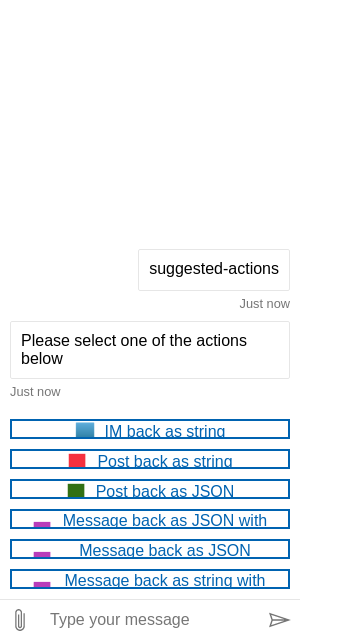 suggested-actions
Just now
Please select one of the actions
below
Just now
IM back as string
Post back as string
Post back as JSON
Message back as JSON with
Message back as JSON
Message back as string with
Type your message